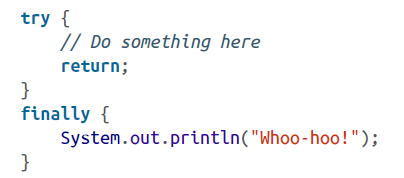 try {
    // Do something here
    return;
}
finally {
    System.out.println("Whoo-hoo!");
}